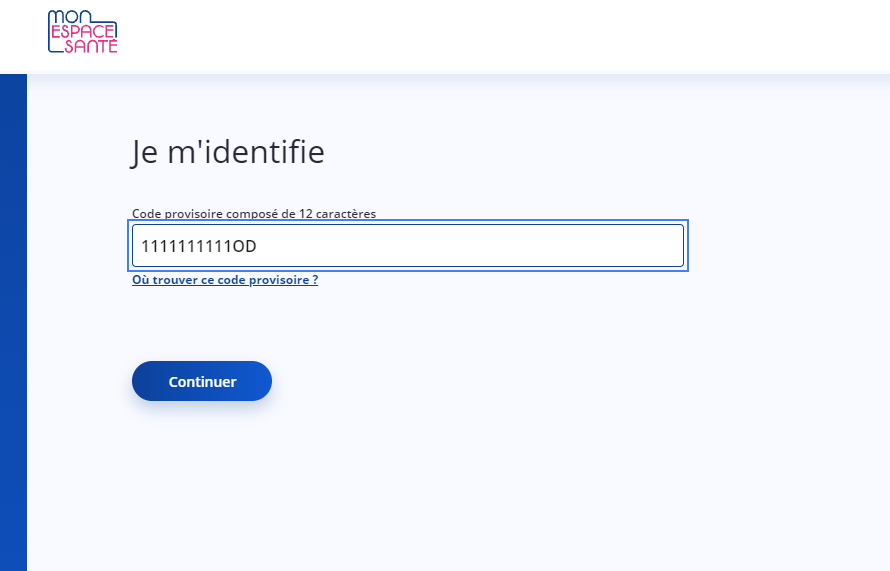 mon
ESPACE
SANTÉ
Je m'identifie
Code provisoire composé de 12 caractères
1111111111OD
Où trouver ce code provisoire ?
Continuer